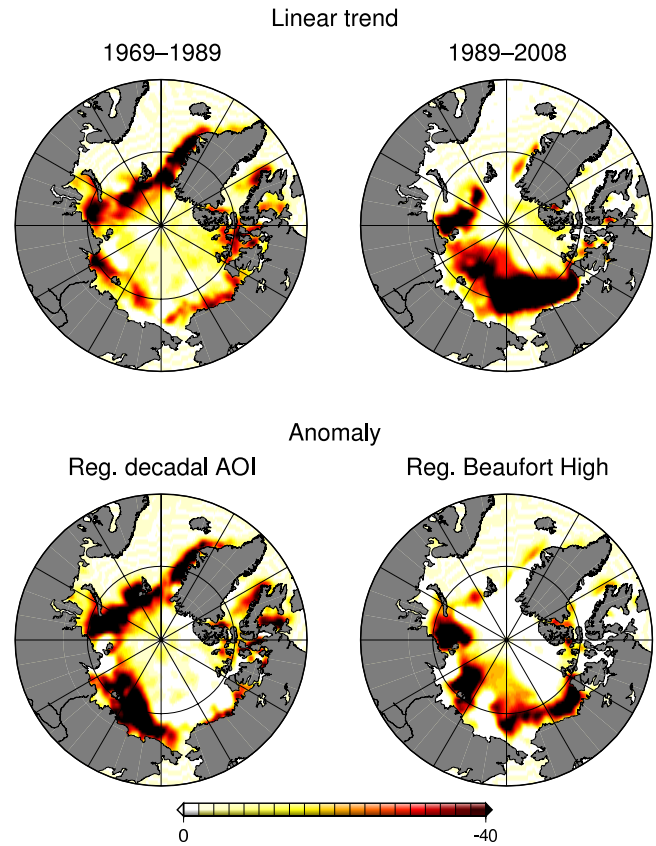 Linear trend
1969–1989
1989–2008
Anomaly
Reg. decadal AOI
Reg. Beaufort High
0
-40